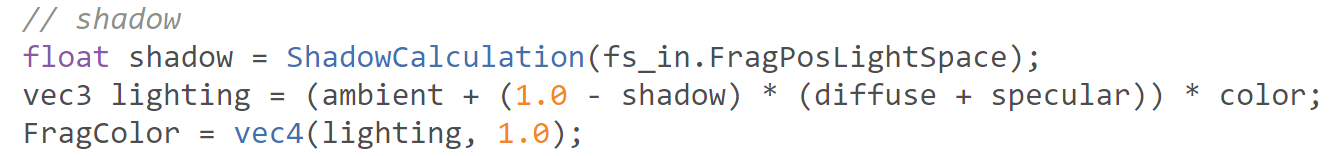 // shadow
float shadow = ShadowCalculation(fs_in.FragPosLightSpace);
vec3 lighting = (ambient + (1.0 - shadow) * (diffuse + specular)) * color;
FragColor = vec4(lighting, 1.0);